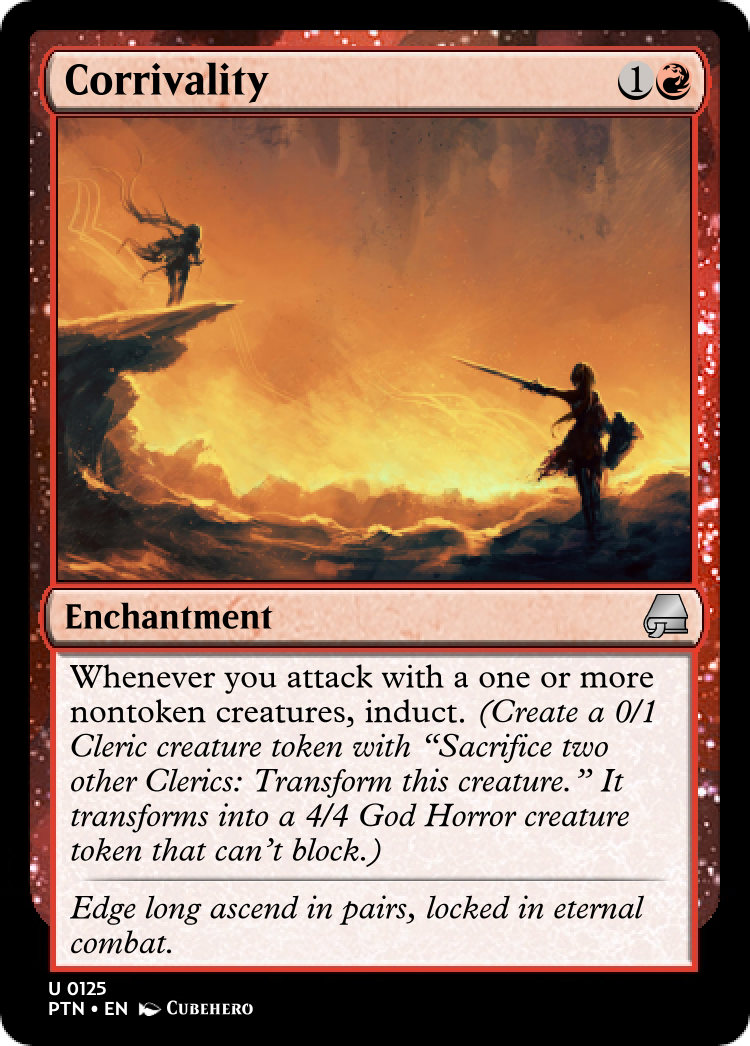 Corrivality
1
Enchantment
Whenever you attack with a one or more
nontoken creatures, induct. (Create a 0/1
Cleric creature token with “Sacrifice two
other Clerics: Transform this creature.” It
transforms into a 4/4 God Horror creature
token that can’t block.)
Edge long ascend in pairs, locked in eternal
combat.
U 0125
PTN • EN Cubehero